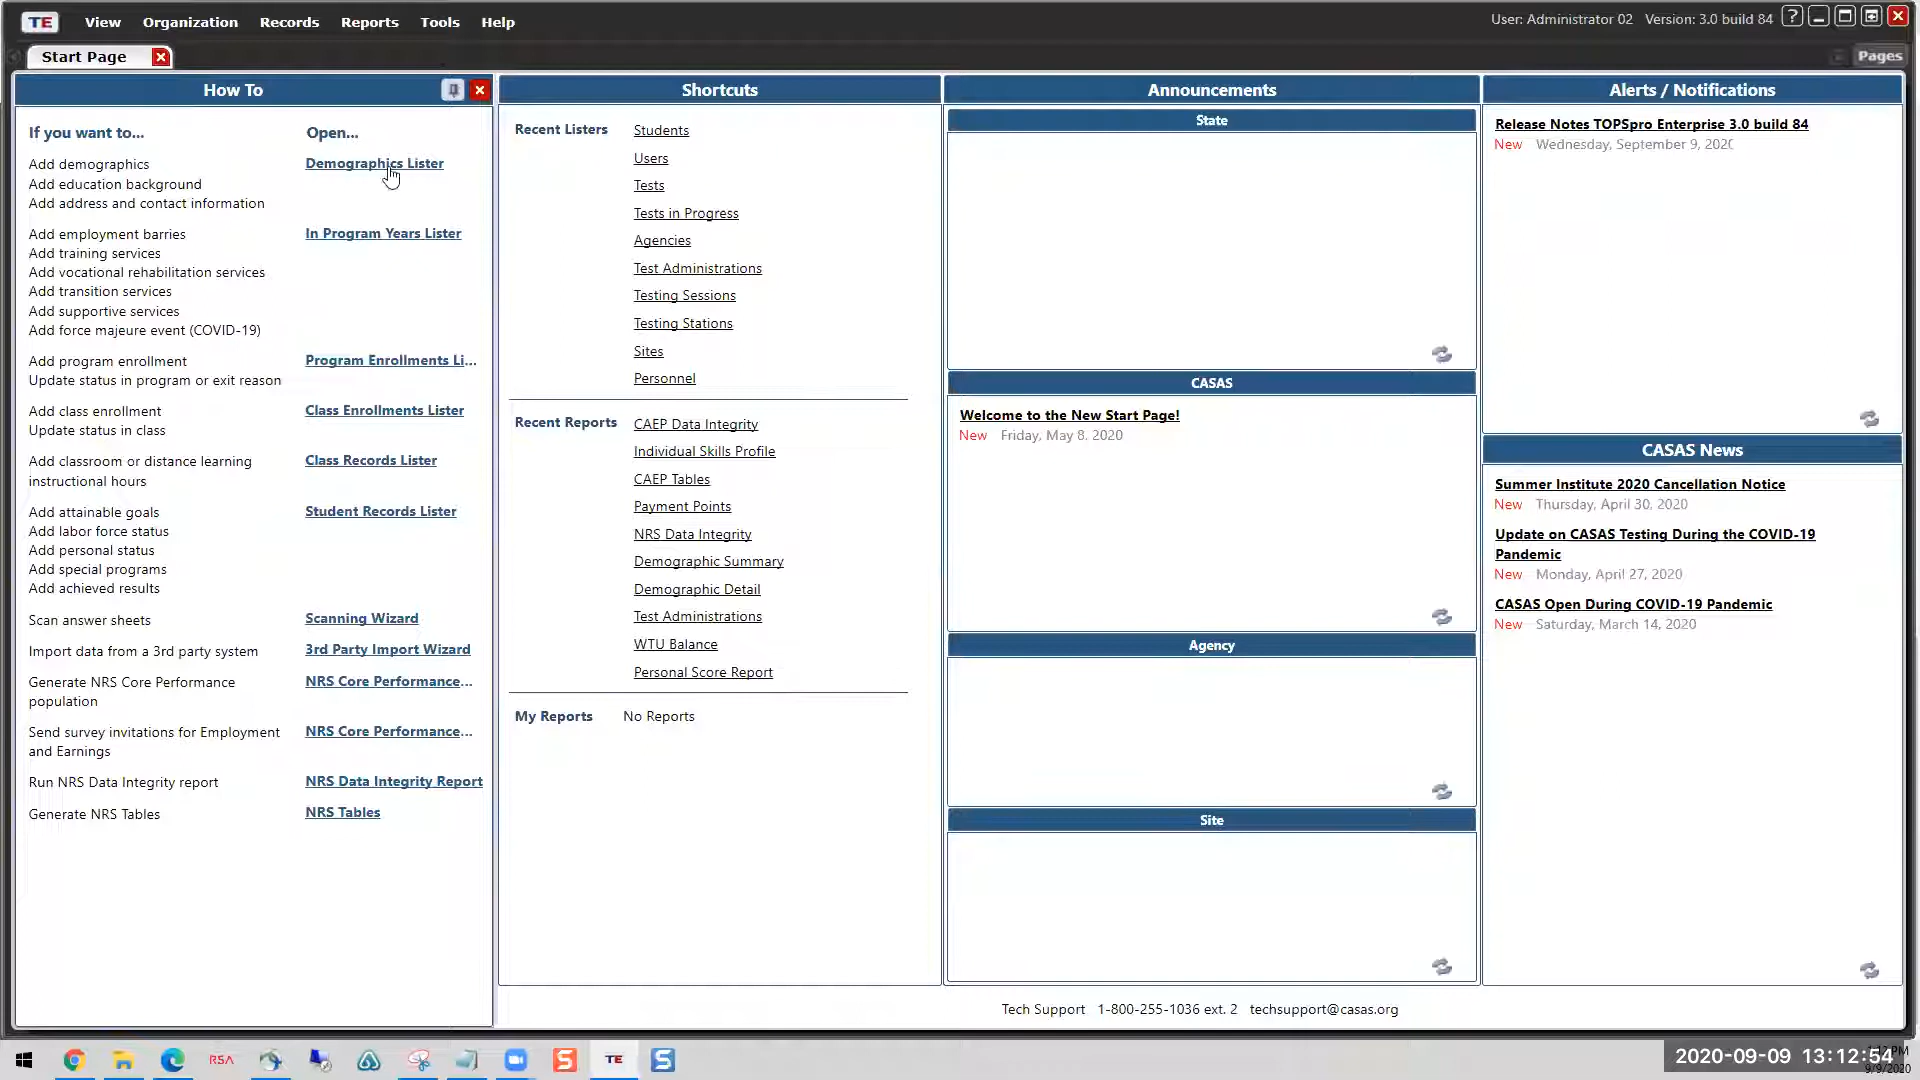 TE View Organization Records Reports Tools Help
User: Administrator 02 Version: 3.0 build 84
Start Page
Pages
How To
If you want to... Open...
Add demographics Demographics Lister
Add education background
Add address and contact information
Add employment barries In Program Years Lister
Add training services
Add vocational rehabilitation services
Add transition services
Add supportive services
Add force majeure event (COVID-19)
Add program enrollment Program Enrollments Li...
Update status in program or exit reason
Add class enrollment Class Enrollments Lister
Update status in class
Add classroom or distance learning Class Records Lister
instructional hours
Add attainable goals Student Records Lister
Add labor force status
Add personal status
Add special programs
Add achieved results
Scan answer sheets Scanning Wizard
Import data from a 3rd party system 3rd Party Import Wizard
Generate NRS Core Performance NRS Core Performance...
population
Send survey invitations for Employment NRS Core Performance...
and Earnings
Run NRS Data Integrity report NRS Data Integrity Report
Generate NRS Tables NRS Tables
Shortcuts
Recent Listers Students
Users
Tests
Tests in Progress
Agencies
Test Administrations
Testing Sessions
Testing Stations
Sites
Personnel
Recent Reports CAEP Data Integrity
Individual Skills Profile
CAEP Tables
Payment Points
NRS Data Integrity
Demographic Summary
Demographic Detail
Test Administrations
WTU Balance
Personal Score Report
My Reports No Reports
Announcements
State
CASAS
Welcome to the New Start Page!
New Friday, May 8, 2020
Agency
Site
Alerts / Notifications
Release Notes TOPSpro Enterprise 3.0 build 84
New Wednesday, September 9, 2020
CASAS News
Summer Institute 2020 Cancellation Notice
New Thursday, April 30, 2020
Update on CASAS Testing During the COVID-19
Pandemic
New Monday, April 27, 2020
CASAS Open During COVID-19 Pandemic
New Saturday, March 14, 2020
Tech Support 1-800-255-1036 ext. 2 techsupport@casas.org
RSA S TE S
2020-09-09 13:12:54
9/9/2020